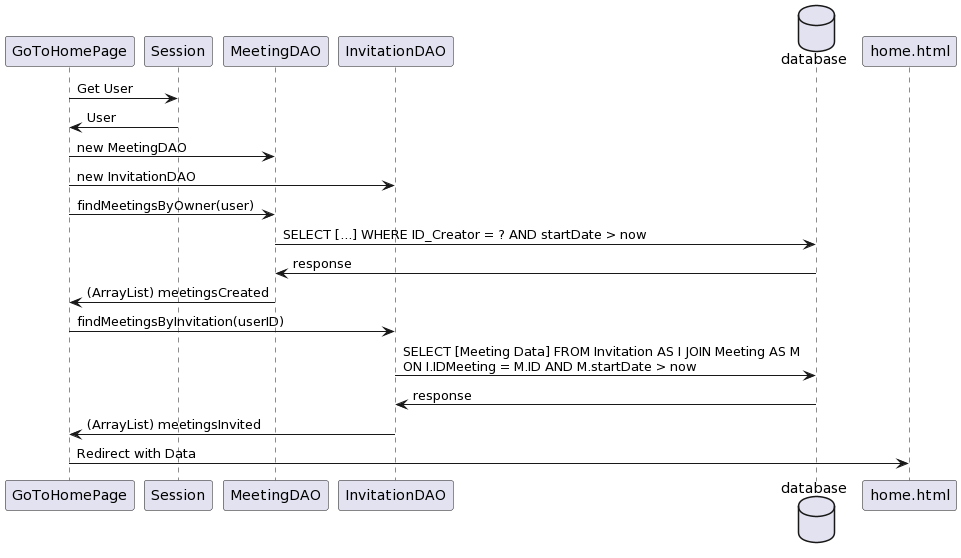 database
GoToHomePage Session MeetingDAO InvitationDAO home.html
Get User
User
new MeetingDAO
new InvitationDAO
findMeetingsByOwner(user)
SELECT [...] WHERE ID_Creator = ? AND startDate > now
response
(ArrayList) meetingsCreated
findMeetingsByInvitation(userID)
SELECT [Meeting Data] FROM Invitation AS I JOIN Meeting AS M
ON I.IDMeeting = M.ID AND M.startDate > now
response
(ArrayList) meetingsInvited
Redirect with Data
GoToHomePage Session MeetingDAO InvitationDAO database home.html